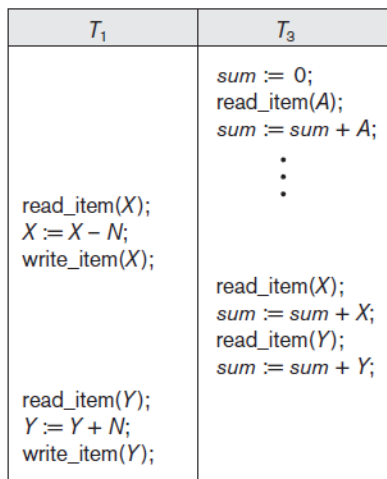 T1 T3
sum := 0;
read_item(A);
sum := sum + A;
read_item(X);
X := X – N;
write_item(X);
read_item(X);
sum := sum + X;
read_item(Y);
sum := sum + Y;
read_item(Y);
Y := Y + N;
write_item(Y);